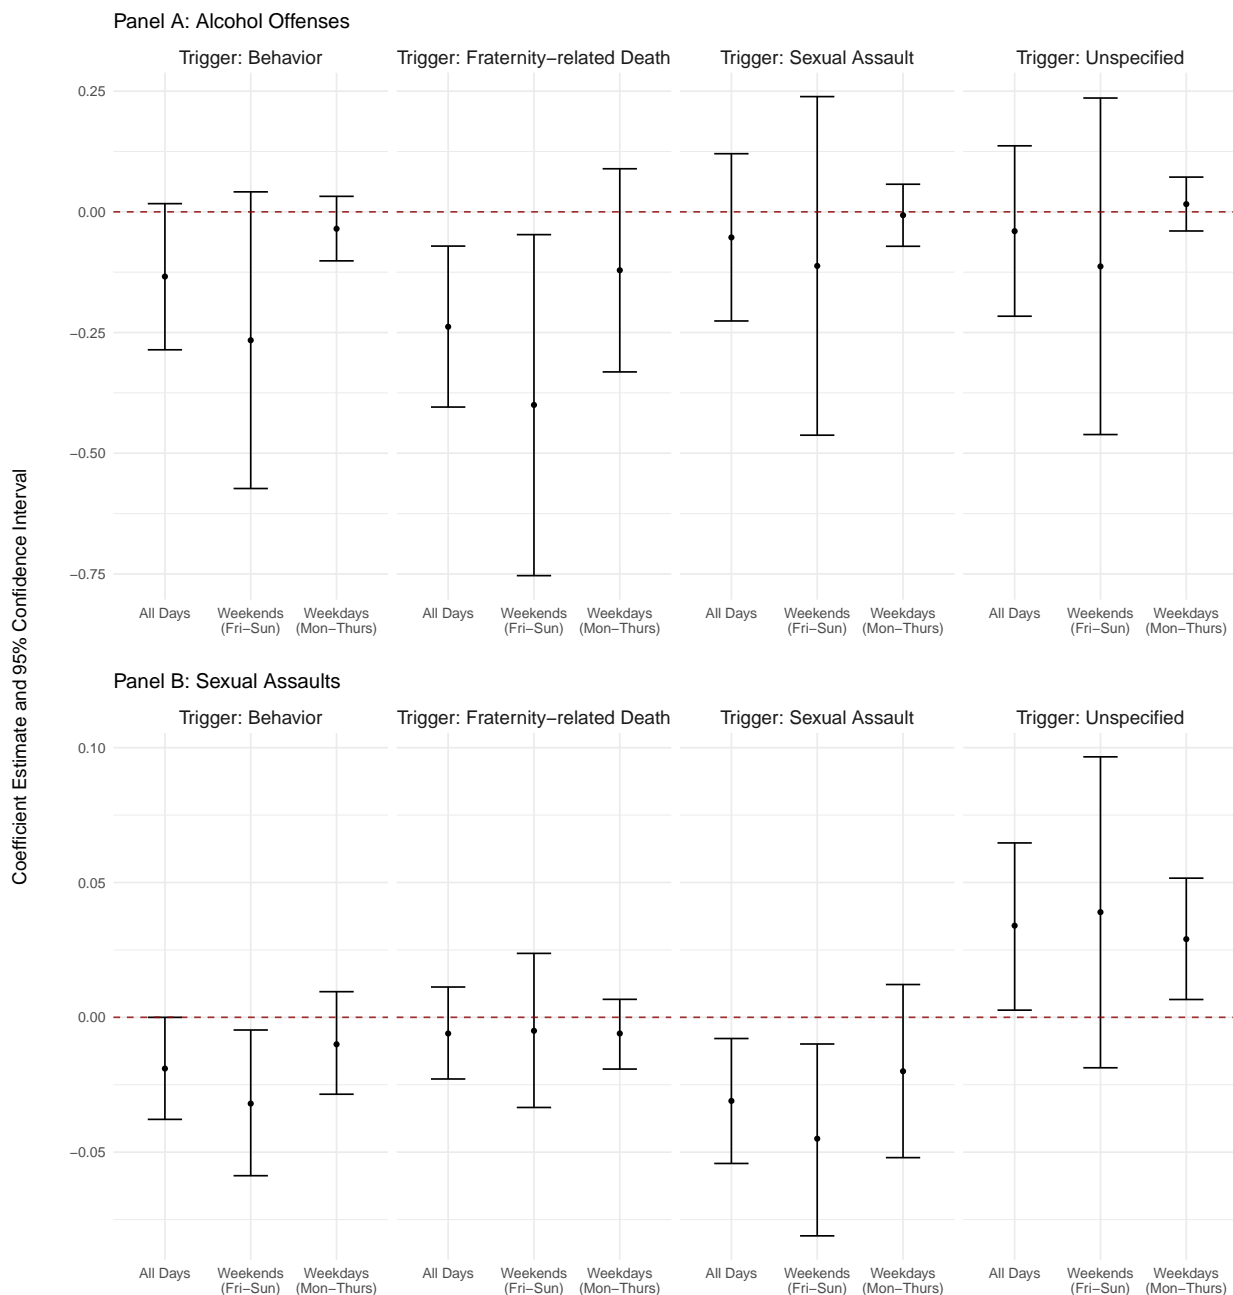 Panel A: Alcohol Offenses
Trigger: Behavior
Trigger: Fraternity−related Death
Trigger: Sexual Assault
Trigger: Unspecified
0.25
0.00
−0.25
−0.50
−0.75
All Days
Weekends
(Fri−Sun)
Weekdays
(Mon−Thurs)
All Days
Weekends
(Fri−Sun)
Weekdays
(Mon−Thurs)
All Days
Weekends
(Fri−Sun)
Weekdays
(Mon−Thurs)
All Days
Weekends
(Fri−Sun)
Weekdays
(Mon−Thurs)
Coefficient Estimate and 95% Confidence Interval
Panel B: Sexual Assaults
Trigger: Behavior
Trigger: Fraternity−related Death
Trigger: Sexual Assault
Trigger: Unspecified
0.10
0.05
0.00
−0.05
All Days
Weekends
(Fri−Sun)
Weekdays
(Mon−Thurs)
All Days
Weekends
(Fri−Sun)
Weekdays
(Mon−Thurs)
All Days
Weekends
(Fri−Sun)
Weekdays
(Mon−Thurs)
All Days
Weekends
(Fri−Sun)
Weekdays
(Mon−Thurs)